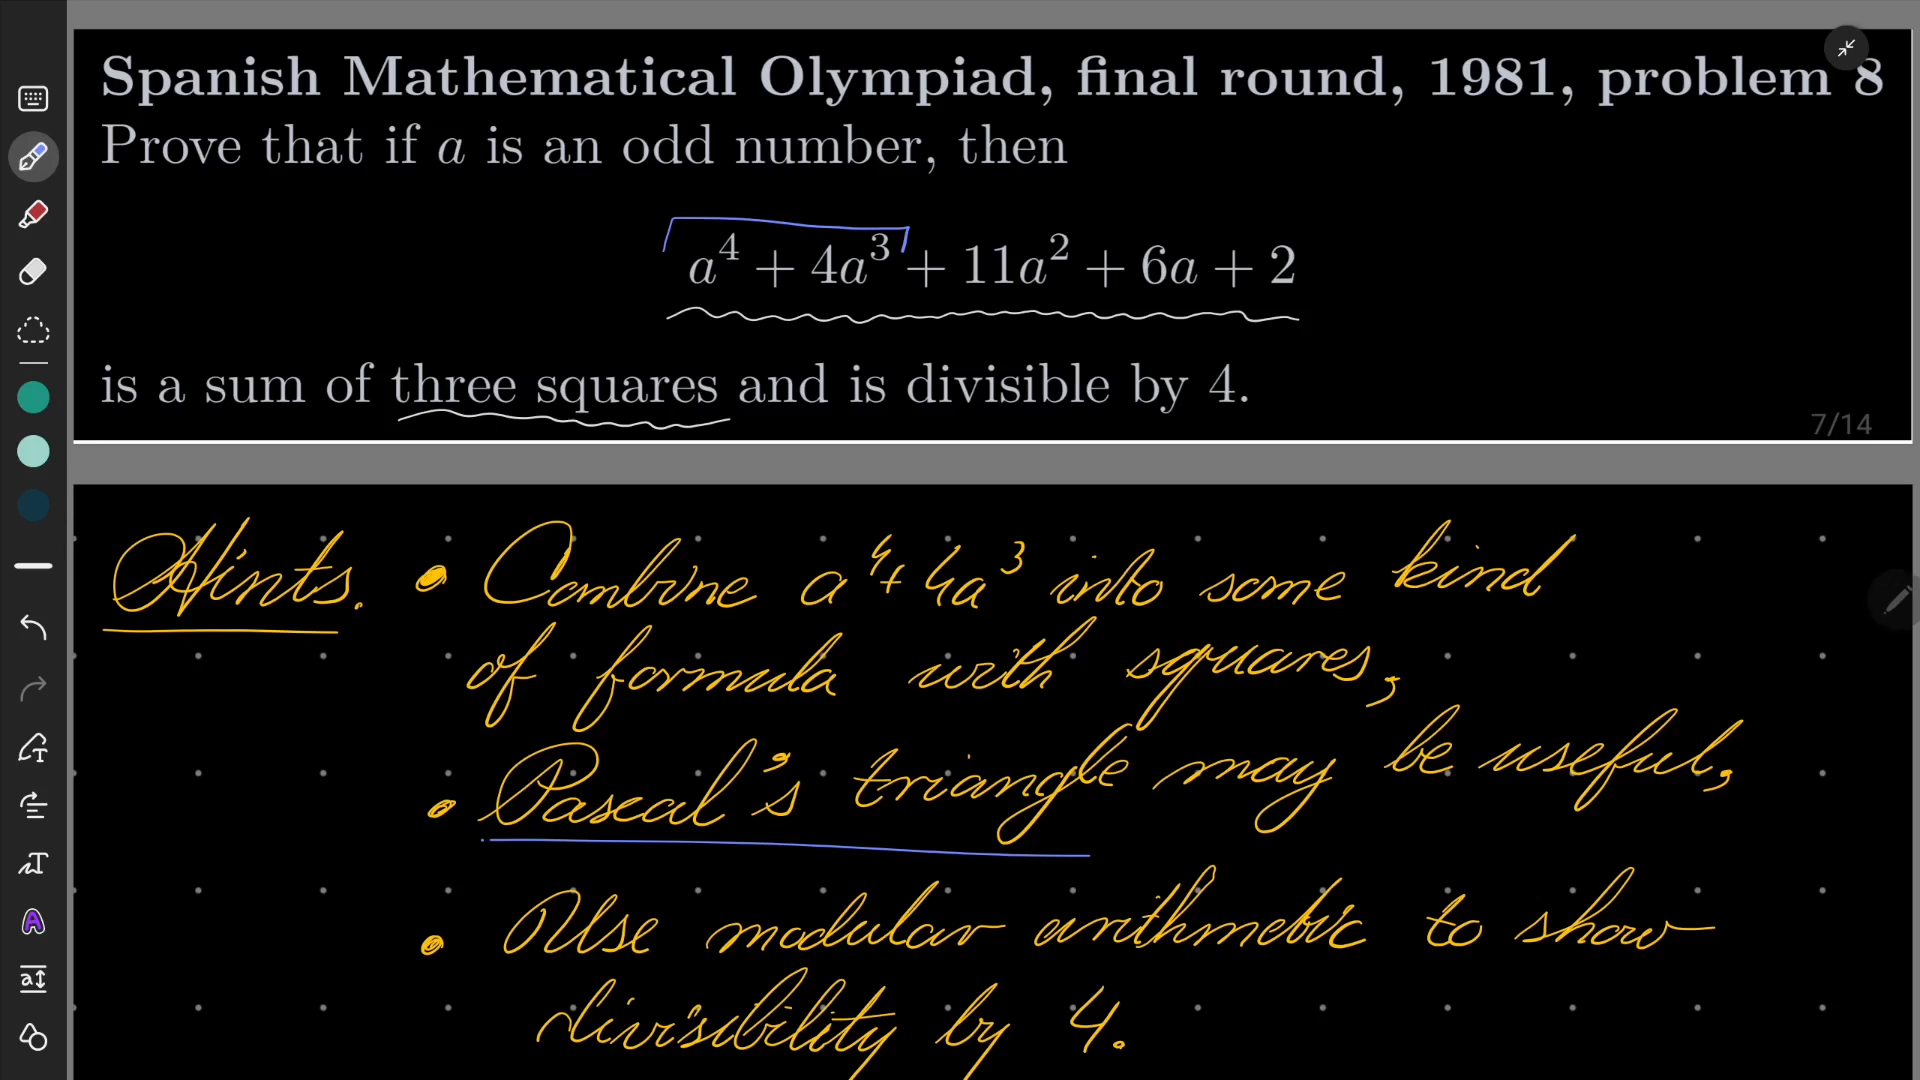 Spanish Mathematical Olympiad, final round, 1981, problem 8
Prove that if a is an odd number, then
a⁴ + 4a³ + 11a² + 6a + 2
is a sum of three squares and is divisible by 4.
7/14
Hints. • Combine a⁴ + 4a³ into some kind
of formula with squares,
• Pascal's triangle may be useful,
• Use modular arithmetic to show
divisibility by 4.